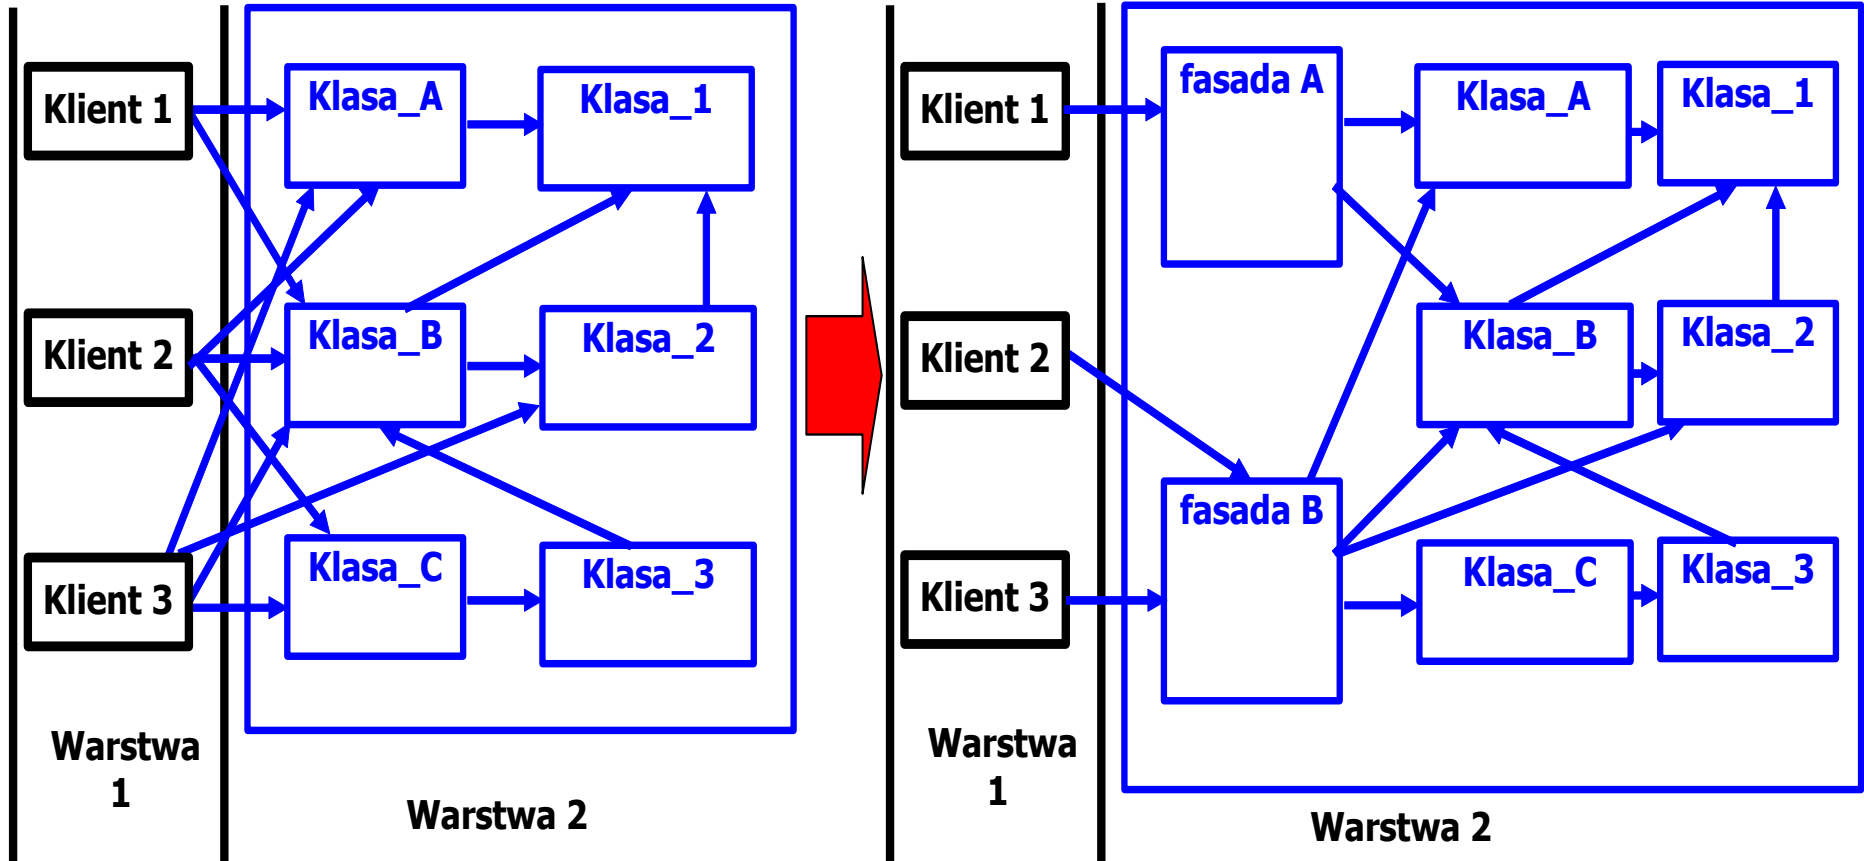 Klient 1
Klasa_A
Klasa_1
Klient 2
Klasa_B
Klasa_2
Klient 3
Klasa_C
Klasa_3
Warstwa
1
Warstwa 2
Klient 1
fasada A
Klasa_A
Klasa_1
Klient 2
Klasa_B
Klasa_2
Klient 3
fasada B
Klasa_C
Klasa_3
Warstwa
1
Warstwa 2